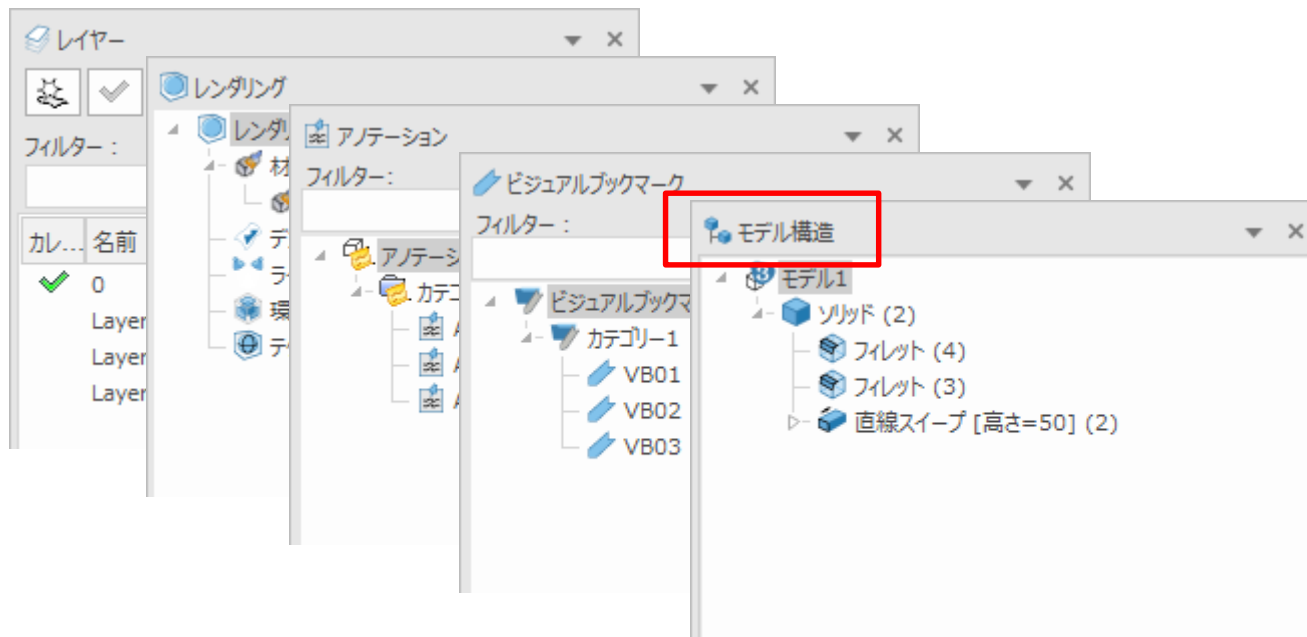 レイヤー
フィルター :
カレ... 名前
0
Layer
Layer
Layer
レンダリング
アノテーション
フィルター:
ビジュアルブックマーク
フィルター :
カテゴリー1
VB01
VB02
VB03
モデル構造
モデル1
ソリッド (2)
フィレット (4)
フィレット (3)
直線スイープ [高さ=50] (2)